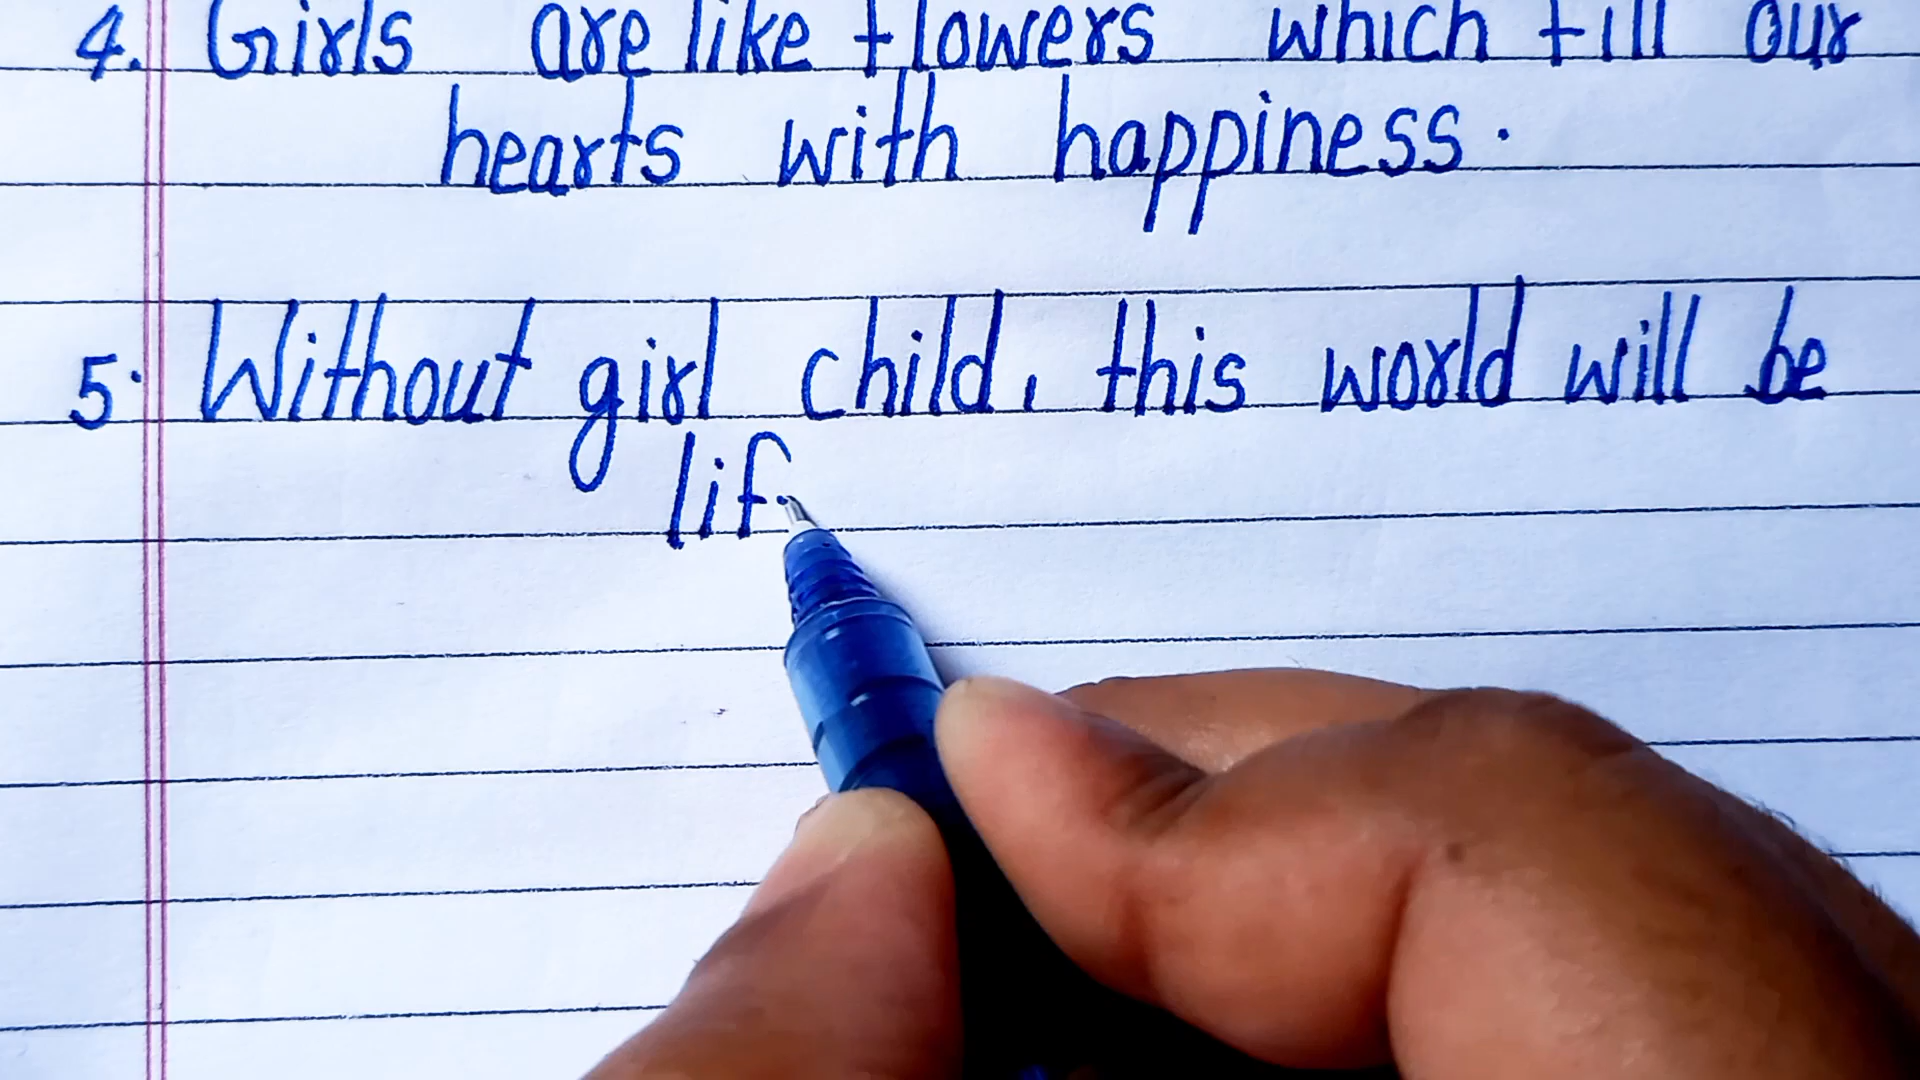 4. Girls are like flowers which fill our
hearts with happiness.
5. Without girl child, this world will be
lif